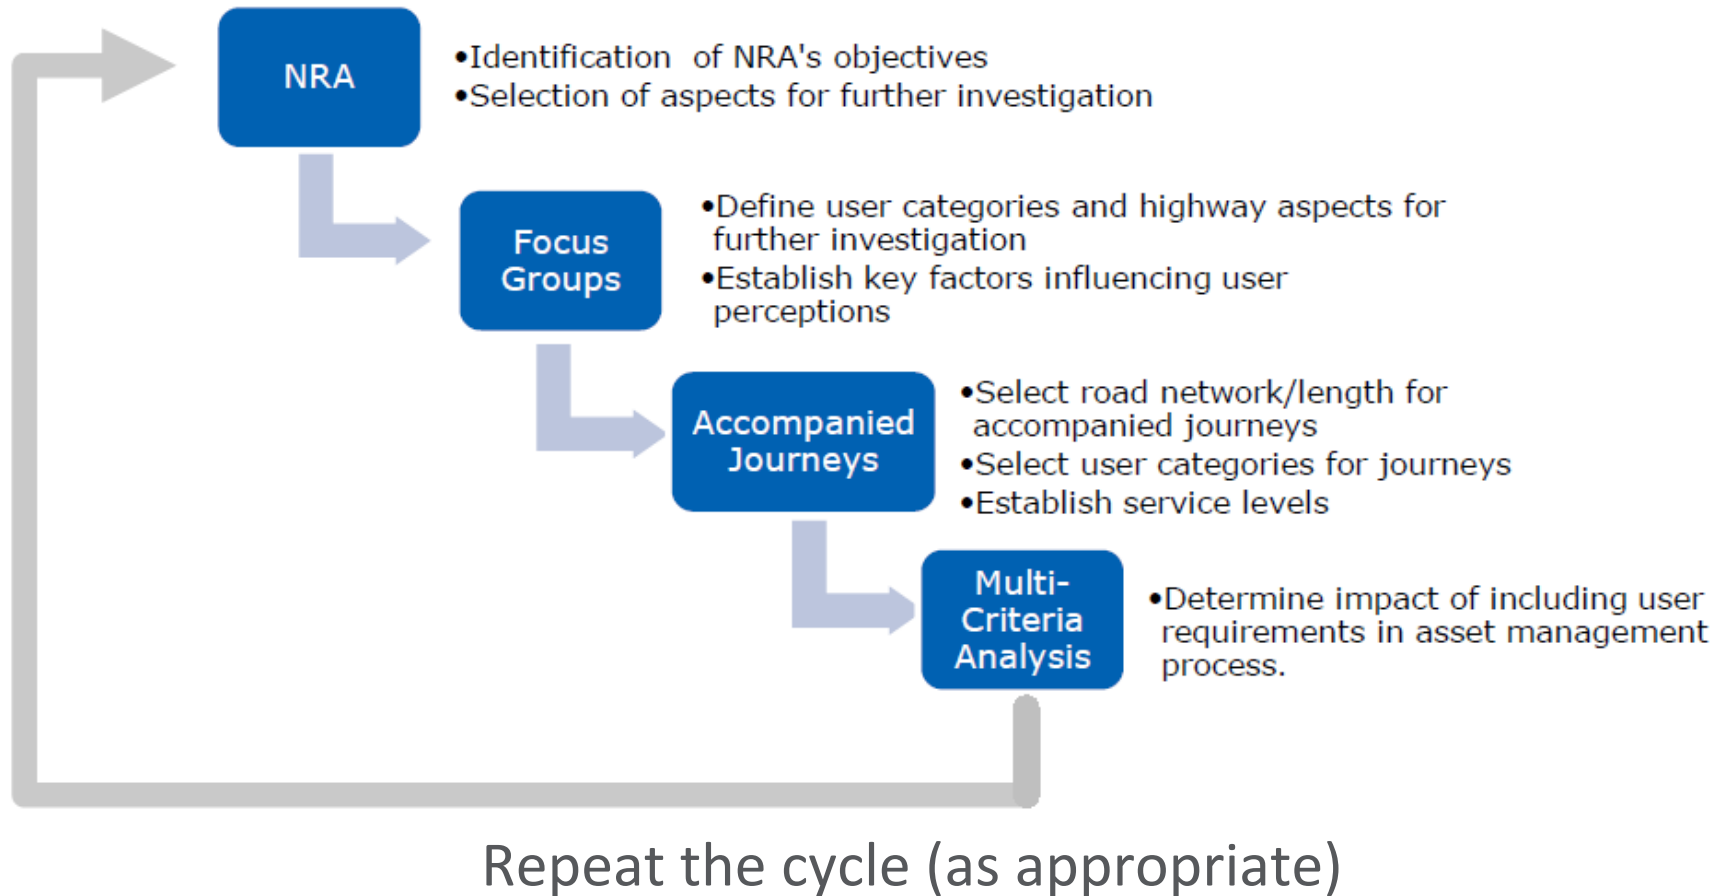 NRA
•Identification  of NRA's objectives
•Selection of aspects for further investigation
Focus
Groups
•Define user categories and highway aspects for
further investigation
•Establish key factors influencing user
perceptions
Accompanied
Journeys
•Select road network/length for
accompanied journeys
•Select user categories for journeys
•Establish service levels
Multi-
Criteria
Analysis
•Determine impact of including user
requirements in asset management
process.
Repeat the cycle (as appropriate)